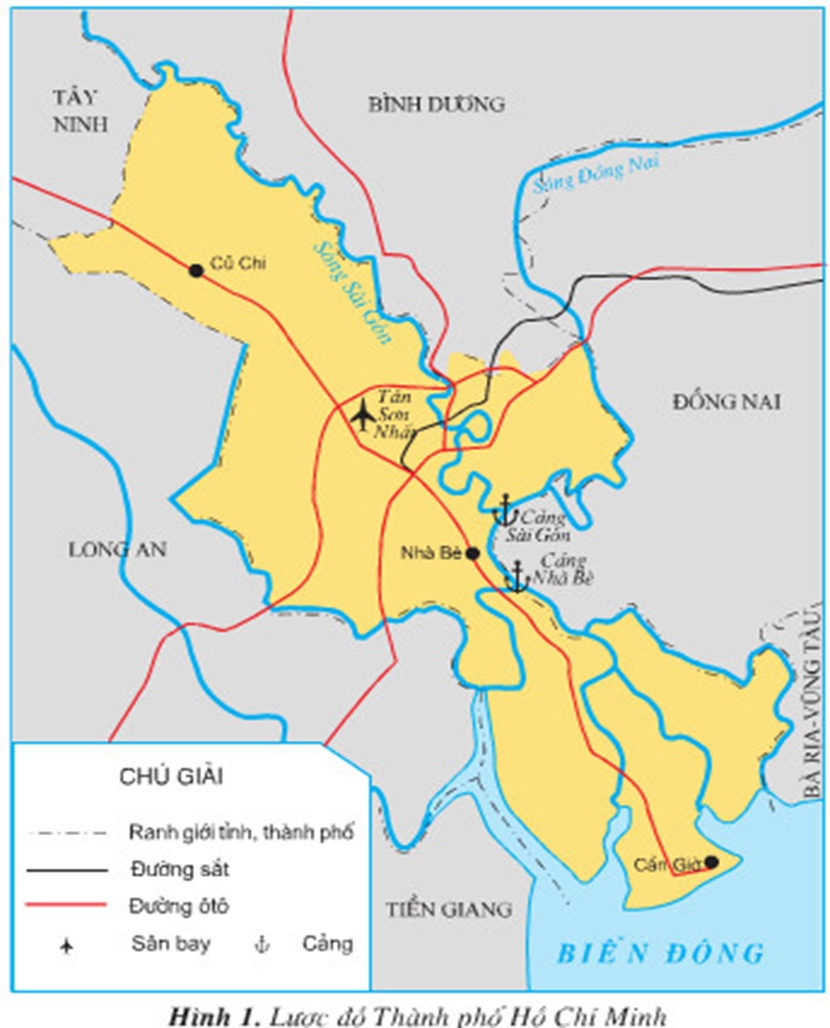 TÂY
NINH
BÌNH DƯƠNG
Sông Đồng Nai
Củ Chi
Sông Sài Gòn
Tân
Sơn
Nhất
ĐỒNG NAI
Cảng
Sài Gòn
LONG AN
Nhà Bè
Cảng
Nhà Bè
BÀ RỊA-VŨNG TÀU
CHÚ GIẢI
Ranh giới tỉnh, thành phố
Đường sắt
Đường ôtô
Sân bay
Cảng
Cần Giờ
TIỀN GIANG
BIỂN ĐÔNG
Hình 1. Lược đồ Thành phố Hồ Chí Minh